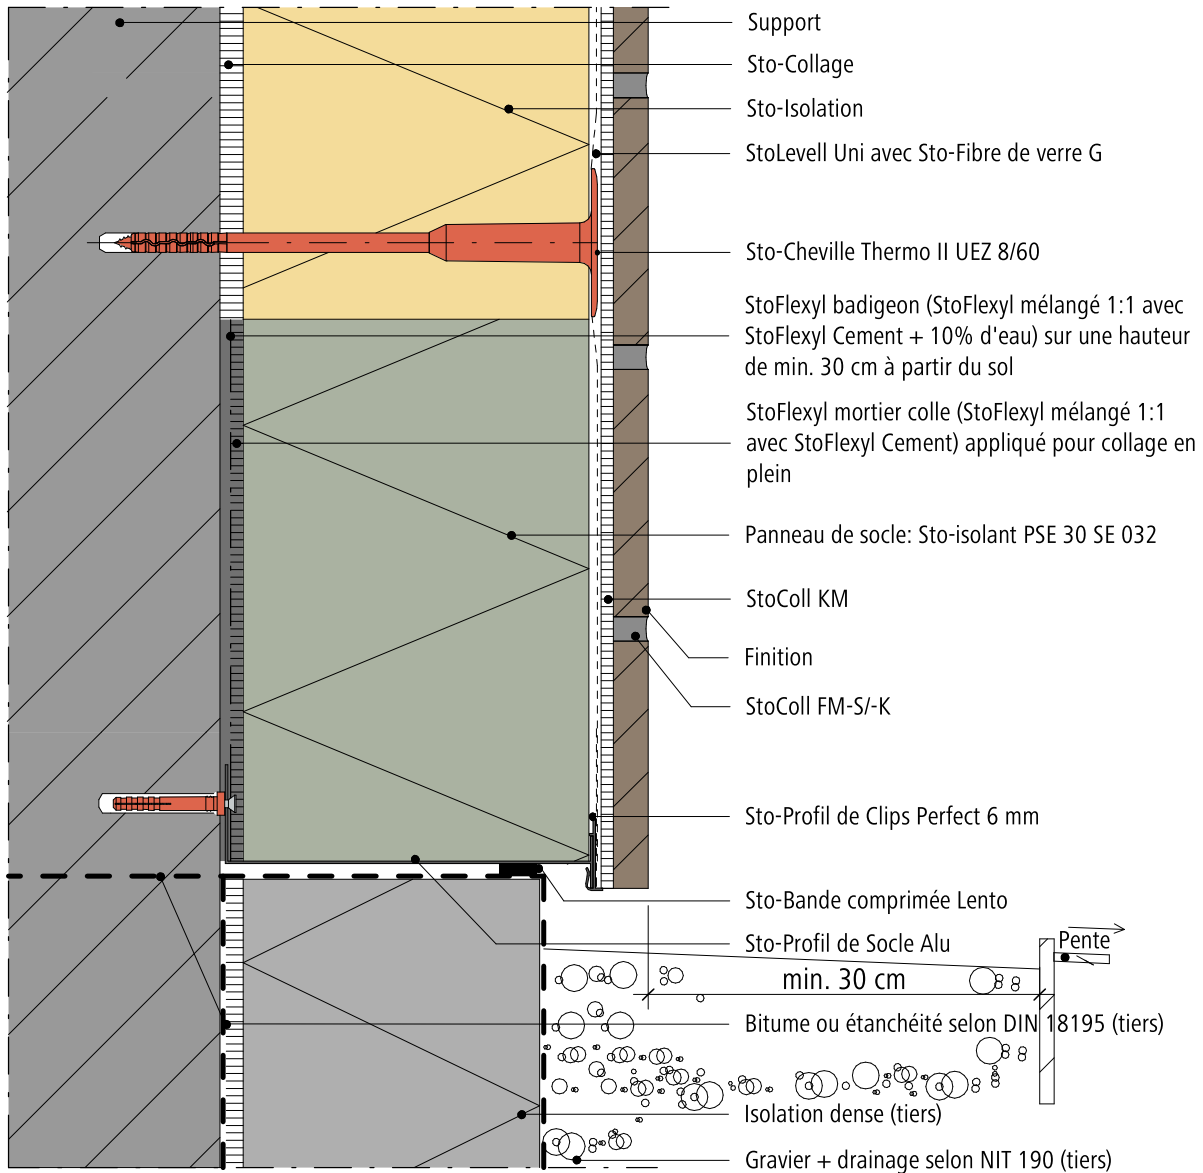 Support
Sto-Collage
Sto-Isolation
StoLevell Uni avec Sto-Fibre de verre G
Sto-Cheville Thermo II UEZ 8/60
StoFlexyl badigeon (StoFlexyl mélangé 1:1 avec
StoFlexyl Cement + 10% d'eau) sur une hauteur
de min. 30 cm à partir du sol
StoFlexyl mortier colle (StoFlexyl mélangé 1:1
avec StoFlexyl Cement) appliqué pour collage en
plein
Panneau de socle: Sto-isolant PSE 30 SE 032
StoColl KM
Finition
StoColl FM-S/-K
Sto-Profil de Clips Perfect 6 mm
Sto-Bande comprimée Lento
Sto-Profil de Socle Alu
Pente
min. 30 cm
Bitume ou étanchéité selon DIN 18195 (tiers)
Isolation dense (tiers)
Gravier + drainage selon NIT 190 (tiers)